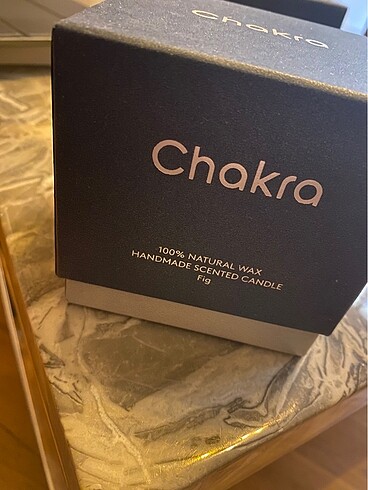 Chakra
Chakra
100% NATURAL WAX
HANDMADE SCENTED CANDLE
Fig